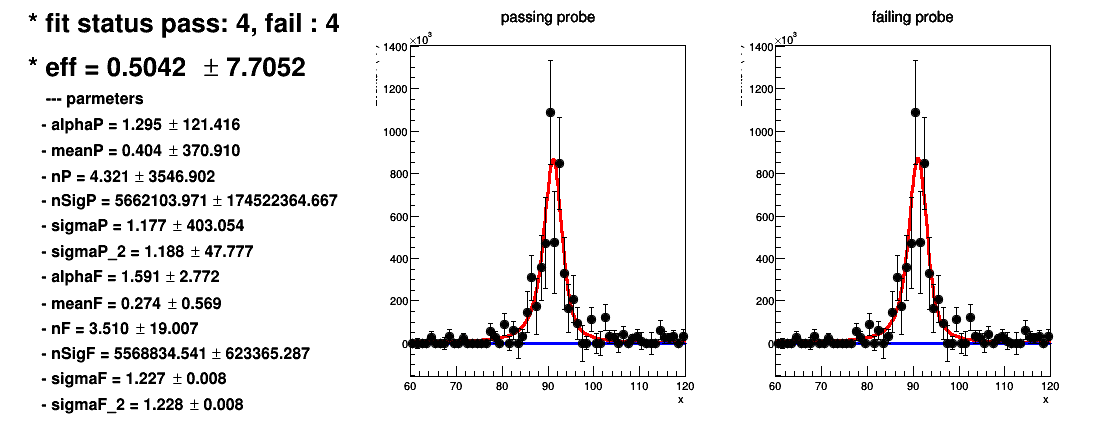 * fit status pass: 4, fail : 4
* eff = 0.5042 ± 7.7052
--- parmeters
- alphaP = 1.295 ± 121.416
- meanP = 0.404 ± 370.910
- nP = 4.321 ± 3546.902
- nSigP = 5662103.971 ± 174522364.667
- sigmaP = 1.177 ± 403.054
- sigmaP_2 = 1.188 ± 47.777
- alphaF = 1.591 ± 2.772
- meanF = 0.274 ± 0.569
- nF = 3.510 ± 19.007
- nSigF = 5568834.541 ± 623365.287
- sigmaF = 1.227 ± 0.008
- sigmaF_2 = 1.228 ± 0.008
passing probe
×10³
1400
1200
1000
800
600
400
200
0
60 70 80 90 100 110 120
x
failing probe
×10³
1400
1200
1000
800
600
400
200
0
60 70 80 90 100 110 120
x